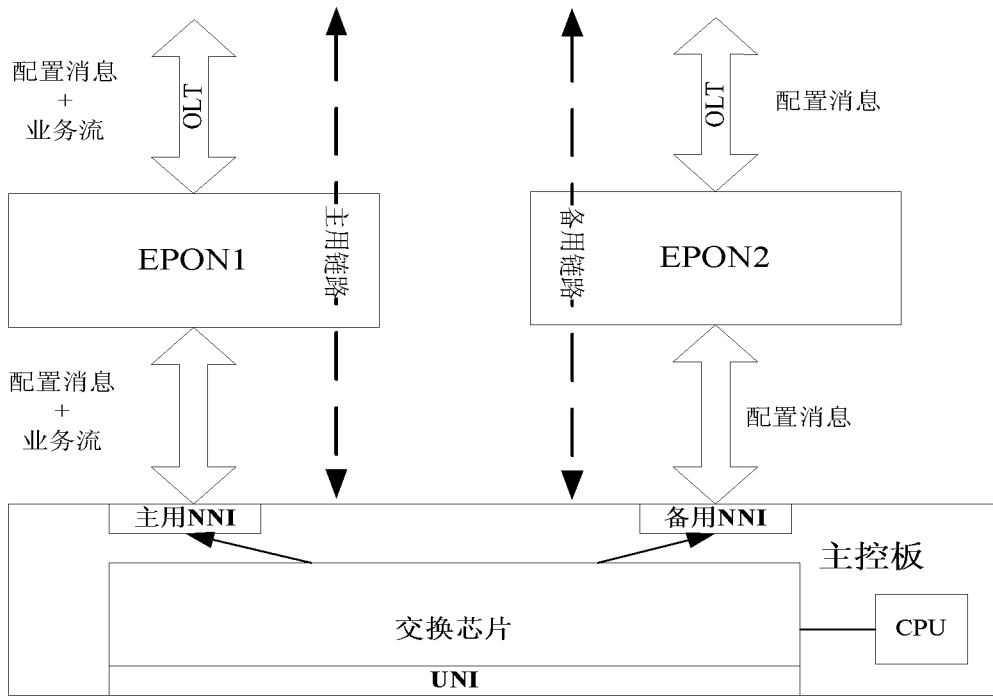 配置消息
+
业务流
OLT
OLT
配置消息
EPON1
主用链路
备用链路
EPON2
配置消息
+
业务流
配置消息
主用NNI
备用NNI
主控板
交换芯片
CPU
UNI